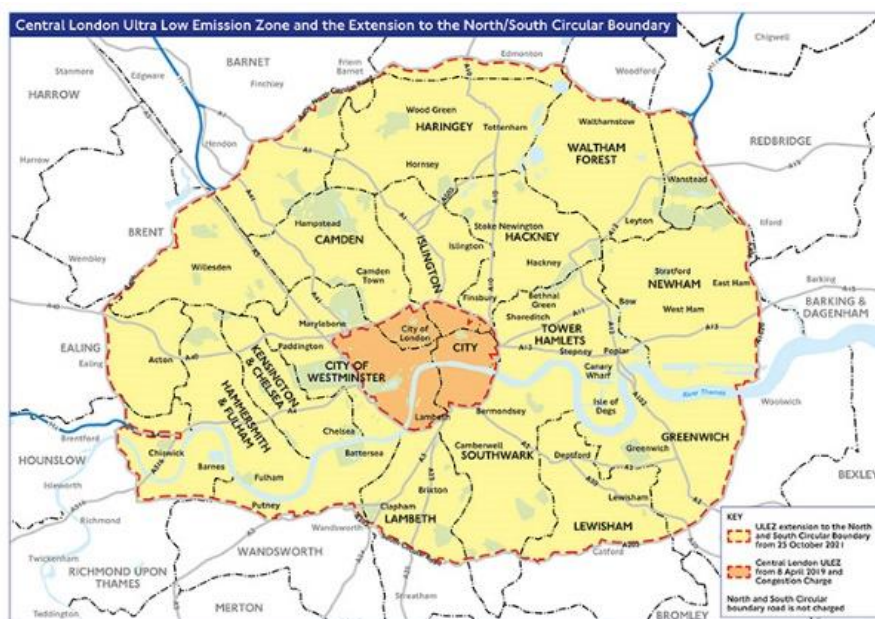 Central London Ultra Low Emission Zone and the Extension to the North/South Circular Boundary
BARNET
Chigwell
Edmonton
Stanmore
Edgware
Friern
Barnet
Woodford
Finchley
HARROW
Wood Green
HARINGEY
Tottenham
Walthamstow
WALTHAM
FOREST
REDBRIDGE
Hendon
Harrow
Hornsey
Wanstead
Hampstead
CAMDEN
Stoke Newington
HACKNEY
Leyton
Ilford
BRENT
ISLINGTON
Islington
Wembley
Willesden
Camden
Town
Hackney
Stratford
NEWHAM
East Ham
Barking
Finsbury
Bethnal
Green
Bow
West Ham
BARKING &
DAGENHAM
Shoreditch
Marylebone
City of
London
CITY
TOWER
HAMLETS
Paddington
EALING
Ealing
Acton
A40
CITY OF
WESTMINSTER
KENSINGTON
& CHELSEA
HAMMERSMITH
& FULHAM
A13
Stepney
Poplar
Canary
Wharf
River Thames
Woolwich
Isle of
Dogs
Lambeth
Bermondsey
Brentford
Chiswick
Chelsea
Battersea
Camberwell
SOUTHWARK
Deptford
Greenwich
GREENWICH
HOUNSLOW
Isleworth
Barnes
Fulham
BEXLEY
Brixton
Richmond
Putney
Clapham
LAMBETH
Lewisham
LEWISHAM
Wandsworth
WANDSWORTH
Catford
A205
Twickenham
RICHMOND UPON
THAMES
Streatham
Teddington
MERTON
BROMLEY
KEY
ULEZ extension to the North
and South Circular Boundary
from 25 October 2021
Central London ULEZ
from 8 April 2019 and
Congestion Charge
North and South Circular
boundary road is not charged